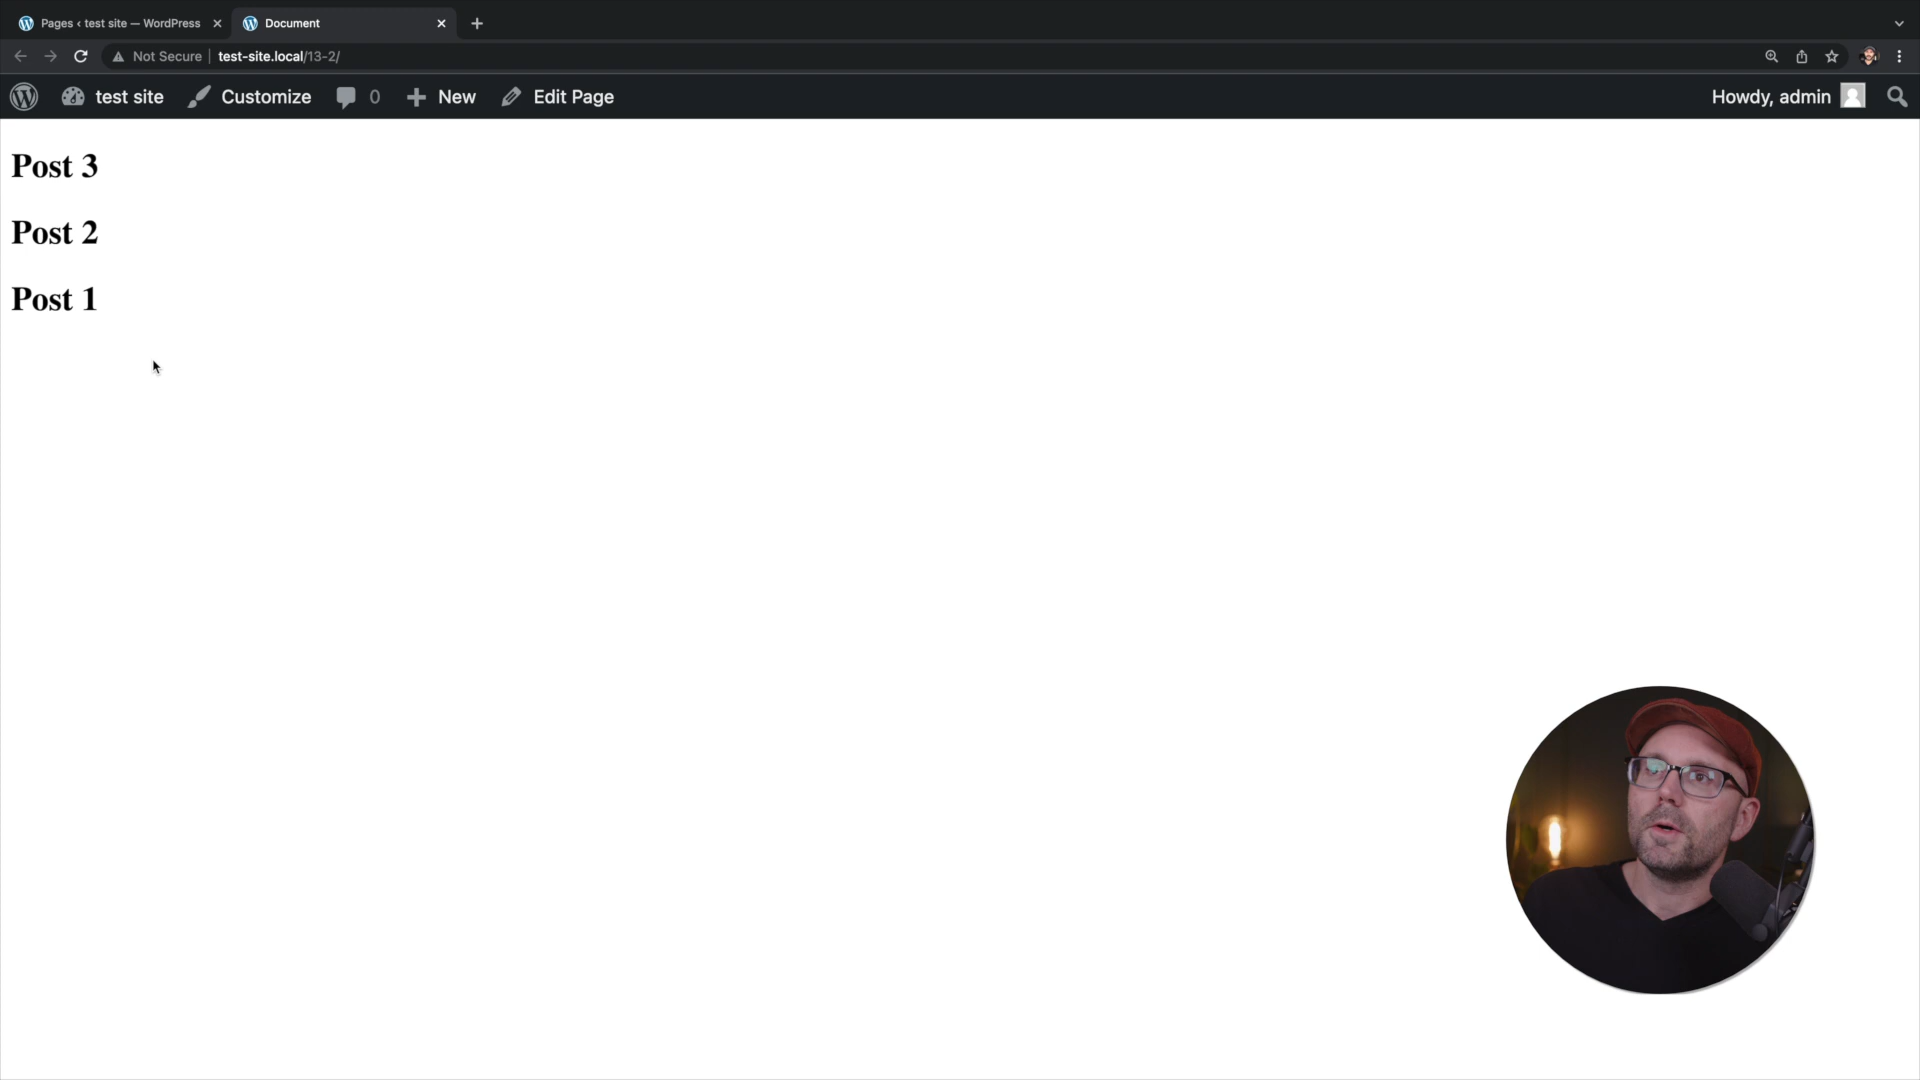 Pages ‹ test site — WordPress
Document
Not Secure
test-site.local/13-2/
test site
Customize
0
New
Edit Page
Howdy, admin
Post 3
Post 2
Post 1